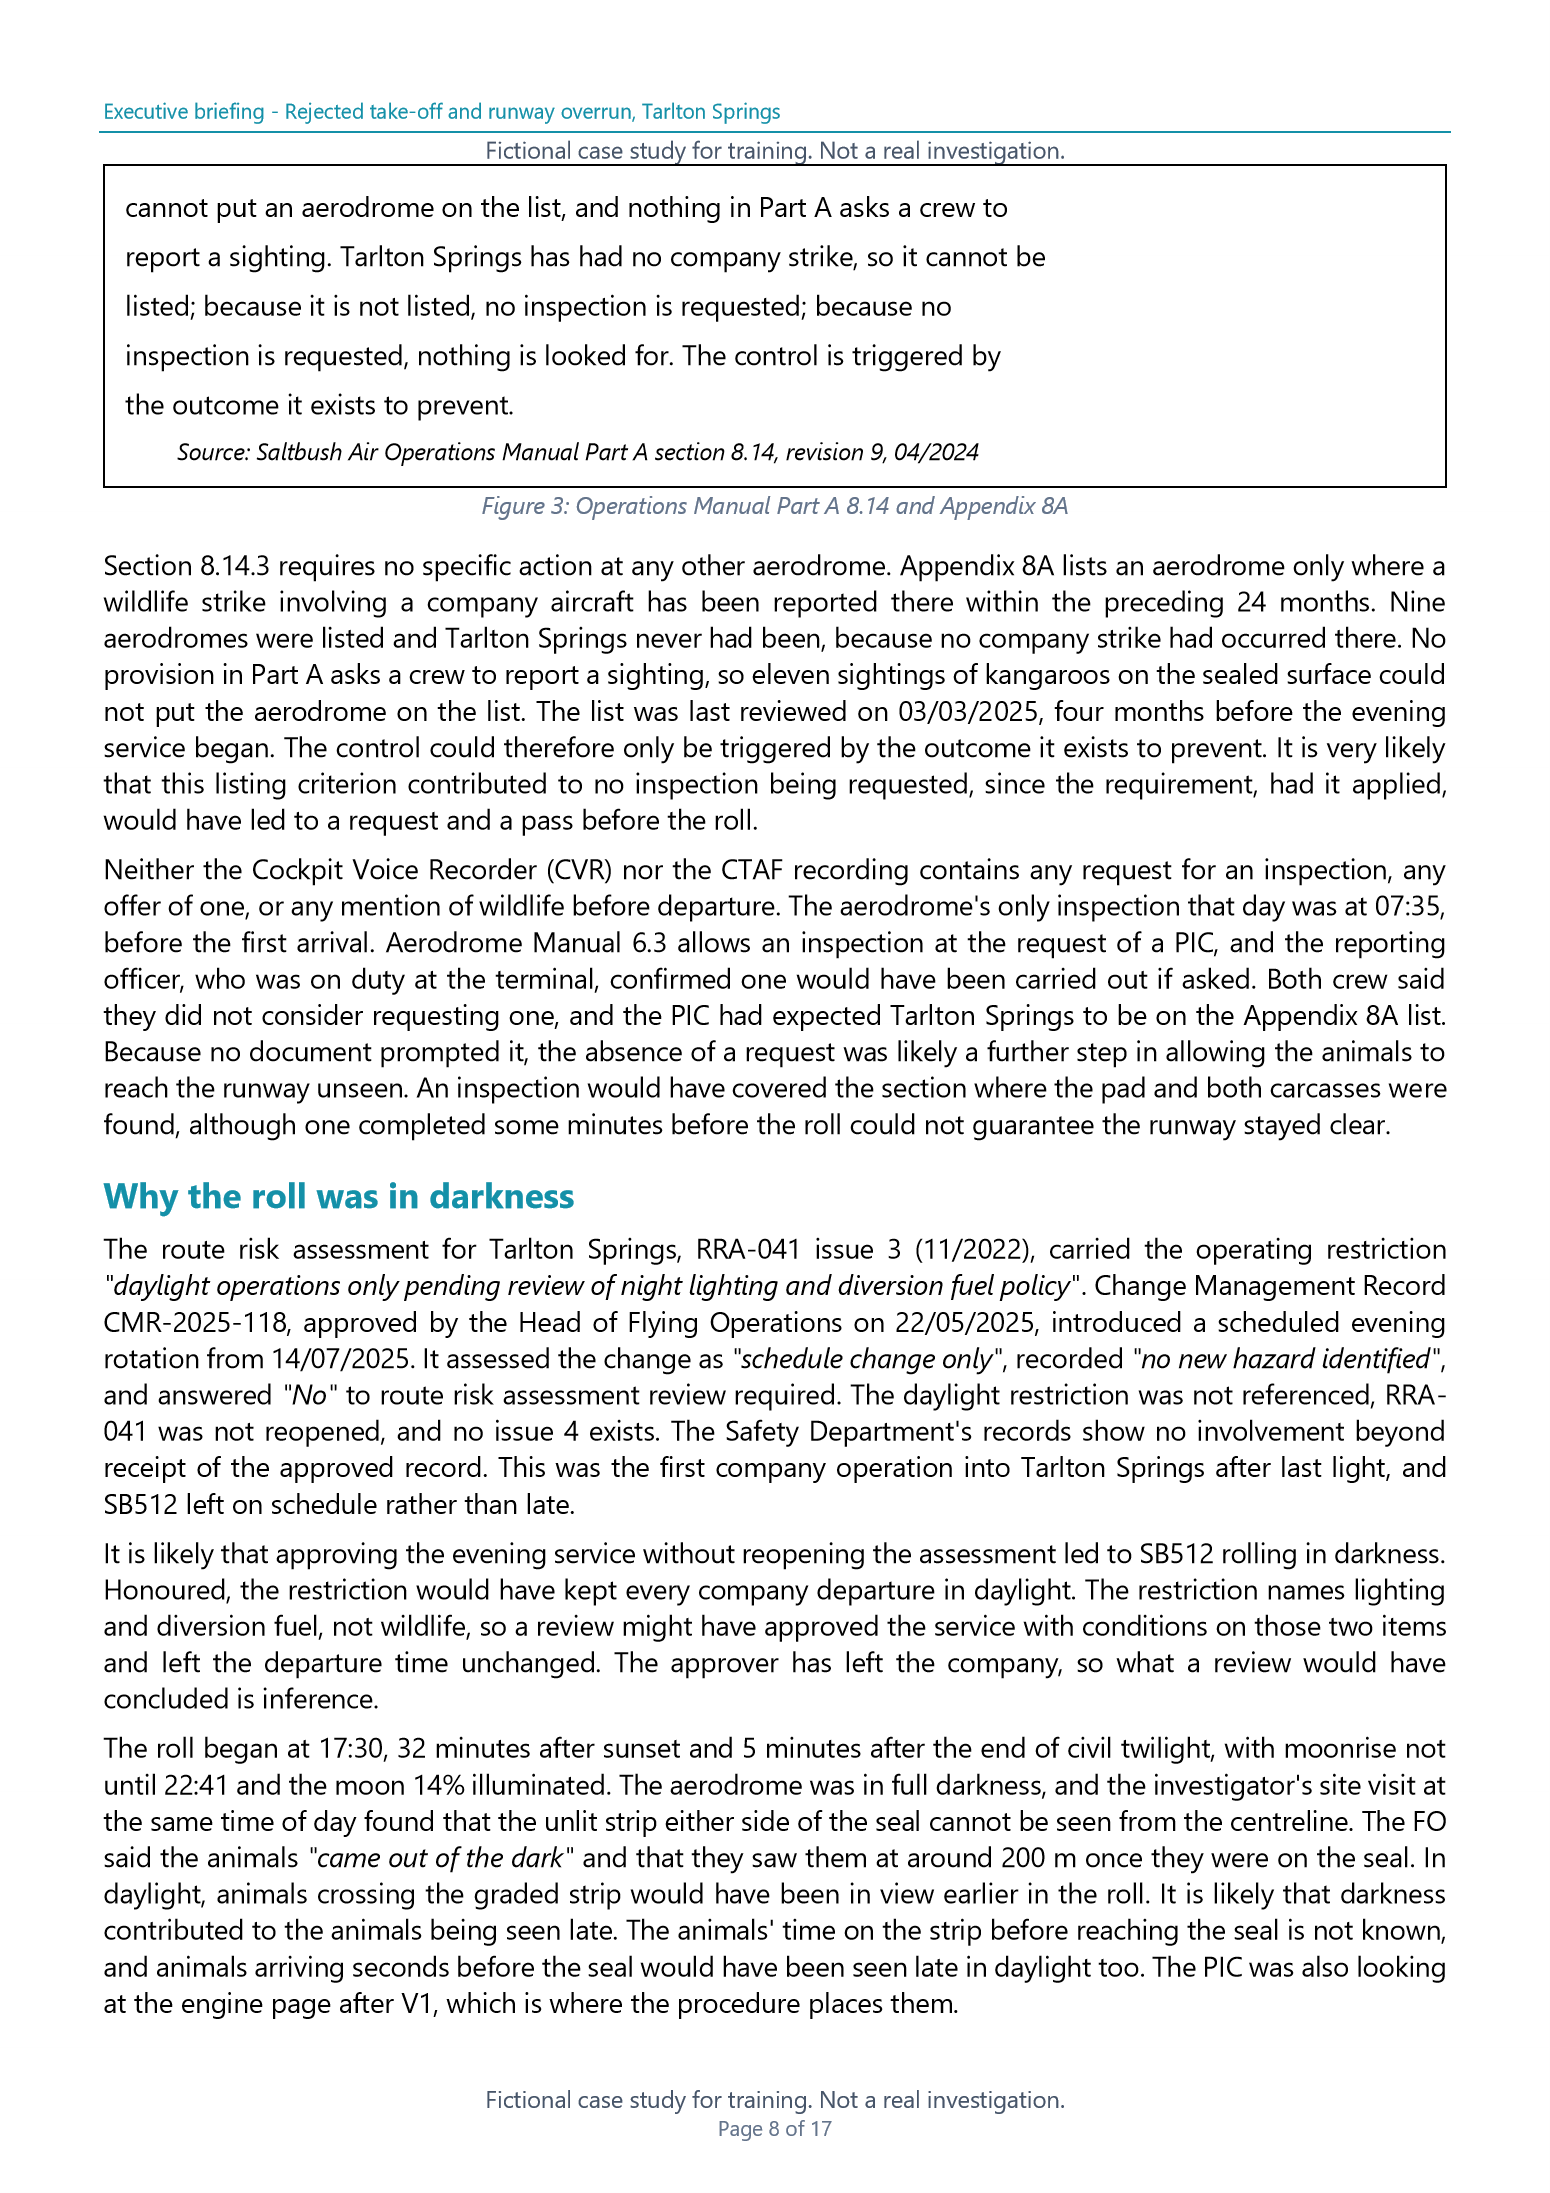 Executive briefing - Rejected take-off and runway overrun, Tarlton Springs
Fictional case study for training. Not a real investigation.
cannot put an aerodrome on the list, and nothing in Part A asks a crew to
report a sighting. Tarlton Springs has had no company strike, so it cannot be
listed; because it is not listed, no inspection is requested; because no
inspection is requested, nothing is looked for. The control is triggered by
the outcome it exists to prevent.
Source: Saltbush Air Operations Manual Part A section 8.14, revision 9, 04/2024
Figure 3: Operations Manual Part A 8.14 and Appendix 8A
Section 8.14.3 requires no specific action at any other aerodrome. Appendix 8A lists an aerodrome only where a
wildlife strike involving a company aircraft has been reported there within the preceding 24 months. Nine
aerodromes were listed and Tarlton Springs never had been, because no company strike had occurred there. No
provision in Part A asks a crew to report a sighting, so eleven sightings of kangaroos on the sealed surface could
not put the aerodrome on the list. The list was last reviewed on 03/03/2025, four months before the evening
service began. The control could therefore only be triggered by the outcome it exists to prevent. It is very likely
that this listing criterion contributed to no inspection being requested, since the requirement, had it applied,
would have led to a request and a pass before the roll.
Neither the Cockpit Voice Recorder (CVR) nor the CTAF recording contains any request for an inspection, any
offer of one, or any mention of wildlife before departure. The aerodrome's only inspection that day was at 07:35,
before the first arrival. Aerodrome Manual 6.3 allows an inspection at the request of a PIC, and the reporting
officer, who was on duty at the terminal, confirmed one would have been carried out if asked. Both crew said
they did not consider requesting one, and the PIC had expected Tarlton Springs to be on the Appendix 8A list.
Because no document prompted it, the absence of a request was likely a further step in allowing the animals to
reach the runway unseen. An inspection would have covered the section where the pad and both carcasses were
found, although one completed some minutes before the roll could not guarantee the runway stayed clear.
Why the roll was in darkness
The route risk assessment for Tarlton Springs, RRA-041 issue 3 (11/2022), carried the operating restriction
"daylight operations only pending review of night lighting and diversion fuel policy". Change Management Record
CMR-2025-118, approved by the Head of Flying Operations on 22/05/2025, introduced a scheduled evening
rotation from 14/07/2025. It assessed the change as "schedule change only", recorded "no new hazard identified",
and answered "No" to route risk assessment review required. The daylight restriction was not referenced, RRA-
041 was not reopened, and no issue 4 exists. The Safety Department's records show no involvement beyond
receipt of the approved record. This was the first company operation into Tarlton Springs after last light, and
SB512 left on schedule rather than late.
It is likely that approving the evening service without reopening the assessment led to SB512 rolling in darkness.
Honoured, the restriction would have kept every company departure in daylight. The restriction names lighting
and diversion fuel, not wildlife, so a review might have approved the service with conditions on those two items
and left the departure time unchanged. The approver has left the company, so what a review would have
concluded is inference.
The roll began at 17:30, 32 minutes after sunset and 5 minutes after the end of civil twilight, with moonrise not
until 22:41 and the moon 14% illuminated. The aerodrome was in full darkness, and the investigator's site visit at
the same time of day found that the unlit strip either side of the seal cannot be seen from the centreline. The FO
said the animals "came out of the dark" and that they saw them at around 200 m once they were on the seal. In
daylight, animals crossing the graded strip would have been in view earlier in the roll. It is likely that darkness
contributed to the animals being seen late. The animals' time on the strip before reaching the seal is not known,
and animals arriving seconds before the seal would have been seen late in daylight too. The PIC was also looking
at the engine page after V1, which is where the procedure places them.
Fictional case study for training. Not a real investigation.
Page 8 of 17